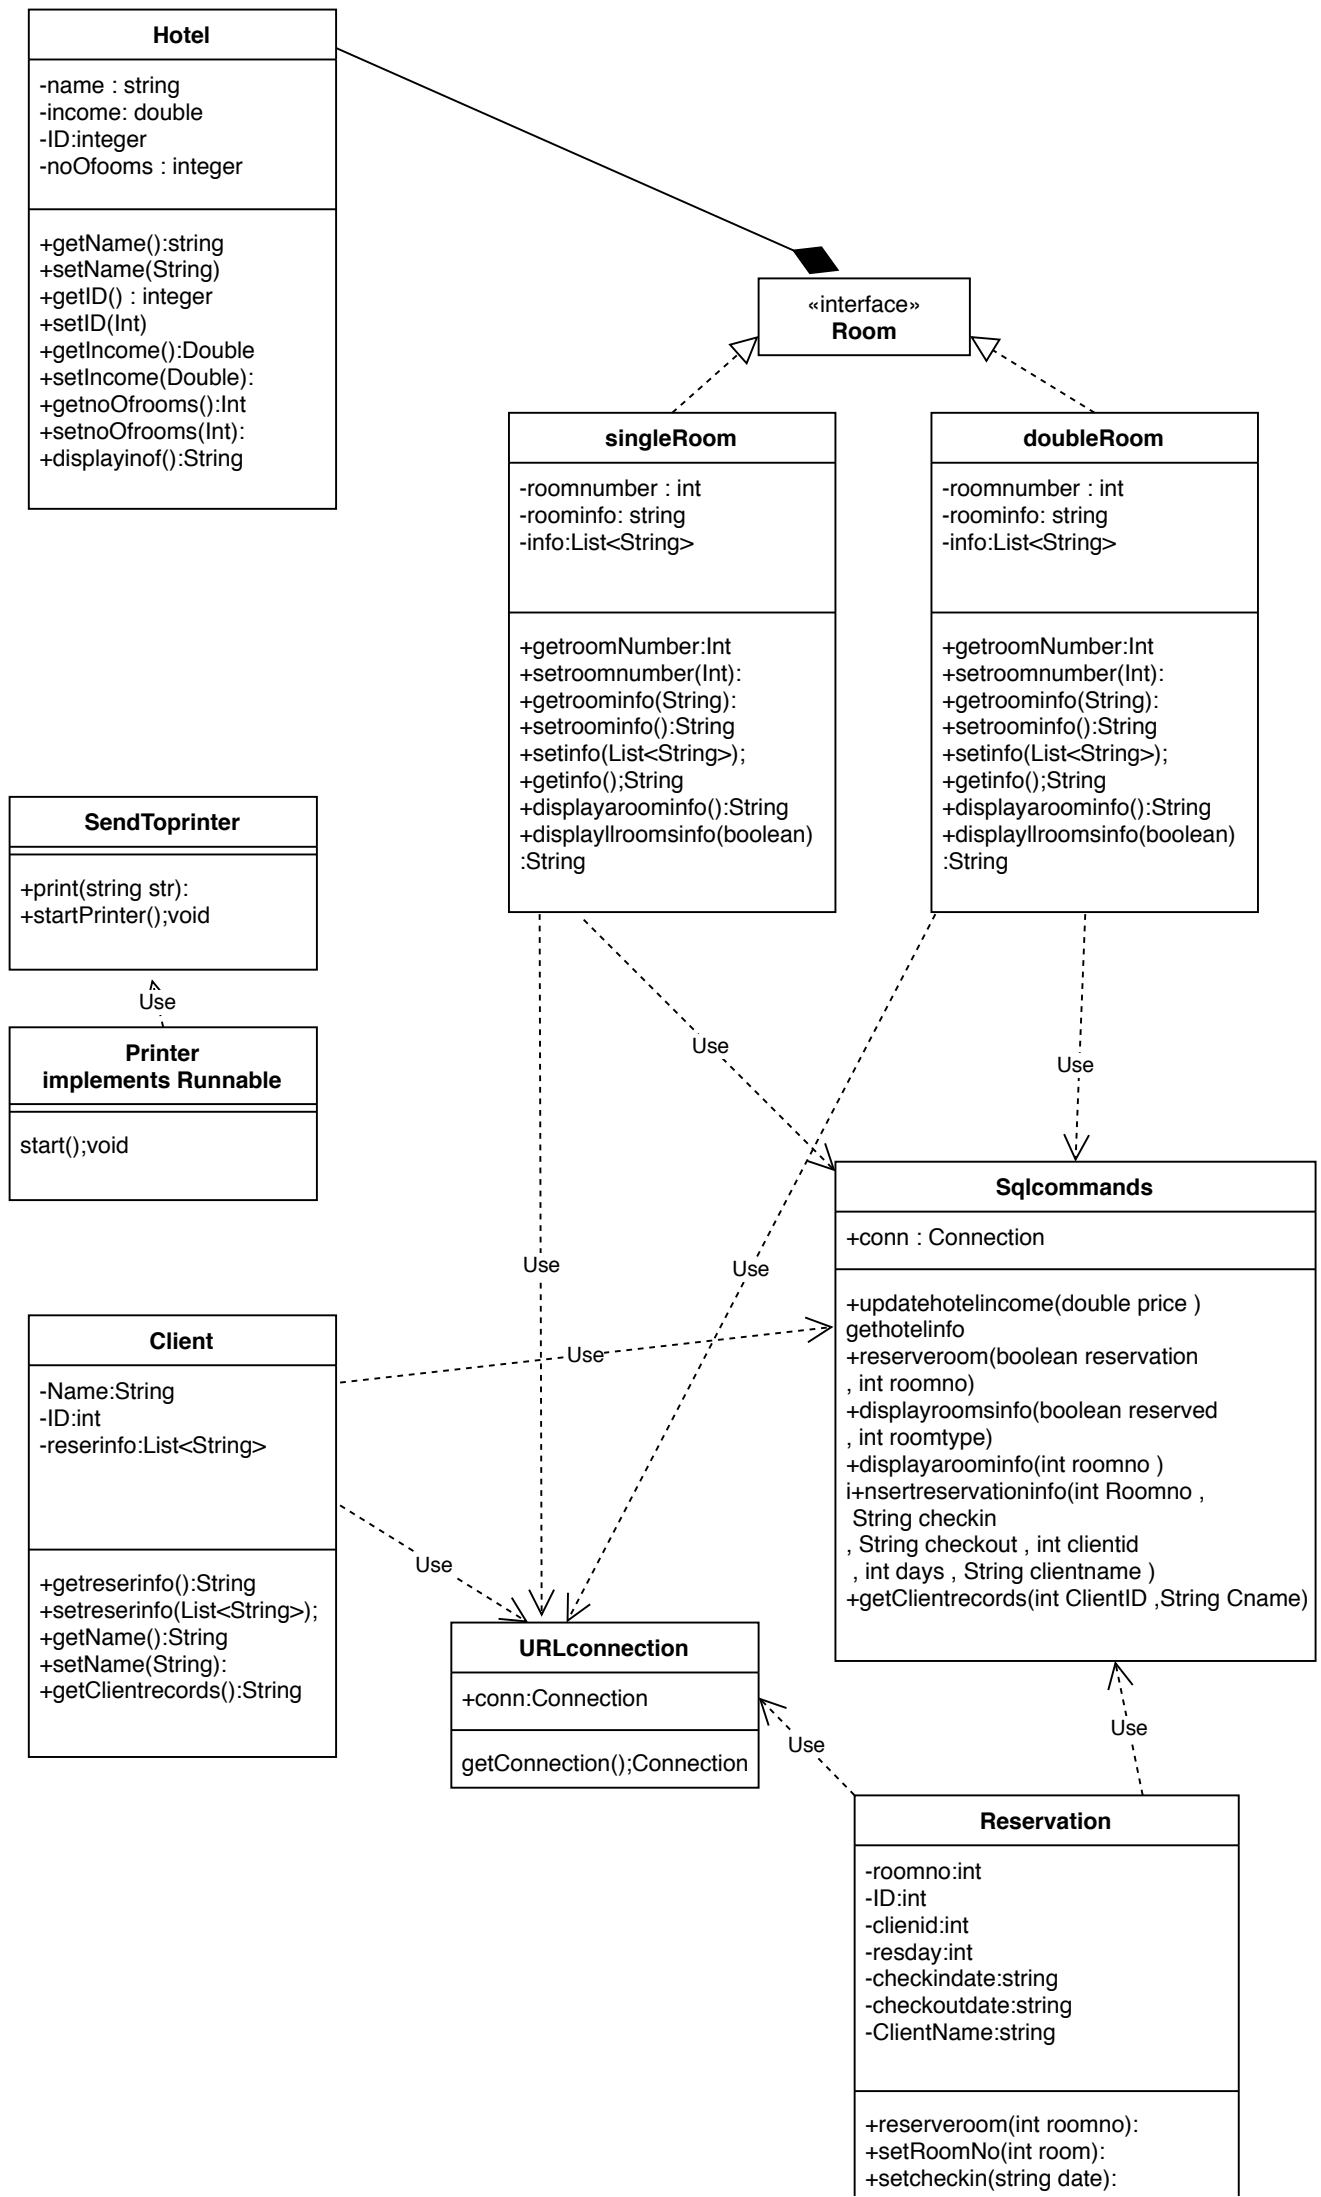 Hotel
-name : string
-income: double
-ID:integer
-noOfooms : integer
+getName():string
+setName(String)
+getID() : integer
+setID(Int)
+getIncome():Double
+setIncome(Double):
+getnoOfrooms():Int
+setnoOfrooms(Int):
+displayinof():String
«interface»
Room
singleRoom
-roomnumber : int
-roominfo: string
-info:List<String>
+getroomNumber:Int
+setroomnumber(Int):
+getroominfo(String):
+setroominfo():String
+setinfo(List<String>);
+getinfo();String
+displayaroominfo():String
+displayllroomsinfo(boolean)
:String
doubleRoom
-roomnumber : int
-roominfo: string
-info:List<String>
+getroomNumber:Int
+setroomnumber(Int):
+getroominfo(String):
+setroominfo():String
+setinfo(List<String>);
+getinfo();String
+displayaroominfo():String
+displayllroomsinfo(boolean)
:String
SendToprinter
+print(string str):
+startPrinter();void
Use
Printer
implements Runnable
start();void
Use
Use
Use
Use
Sqlcommands
+conn : Connection
+updatehotelincome(double price )
gethotelinfo
+reserveroom(boolean reservation
, int roomno)
+displayroomsinfo(boolean reserved
, int roomtype)
+displayaroominfo(int roomno )
i+nsertreservationinfo(int Roomno ,
String checkin
, String checkout , int clientid
, int days , String clientname )
+getClientrecords(int ClientID ,String Cname)
Client
-Name:String
-ID:int
-reserinfo:List<String>
+getreserinfo():String
+setreserinfo(List<String>);
+getName():String
+setName(String):
+getClientrecords():String
Use
Use
URLconnection
+conn:Connection
getConnection();Connection
Use
Use
Reservation
-roomno:int
-ID:int
-clienid:int
-resday:int
-checkindate:string
-checkoutdate:string
-ClientName:string
+reserveroom(int roomno):
+setRoomNo(int room):
+setcheckin(string date):